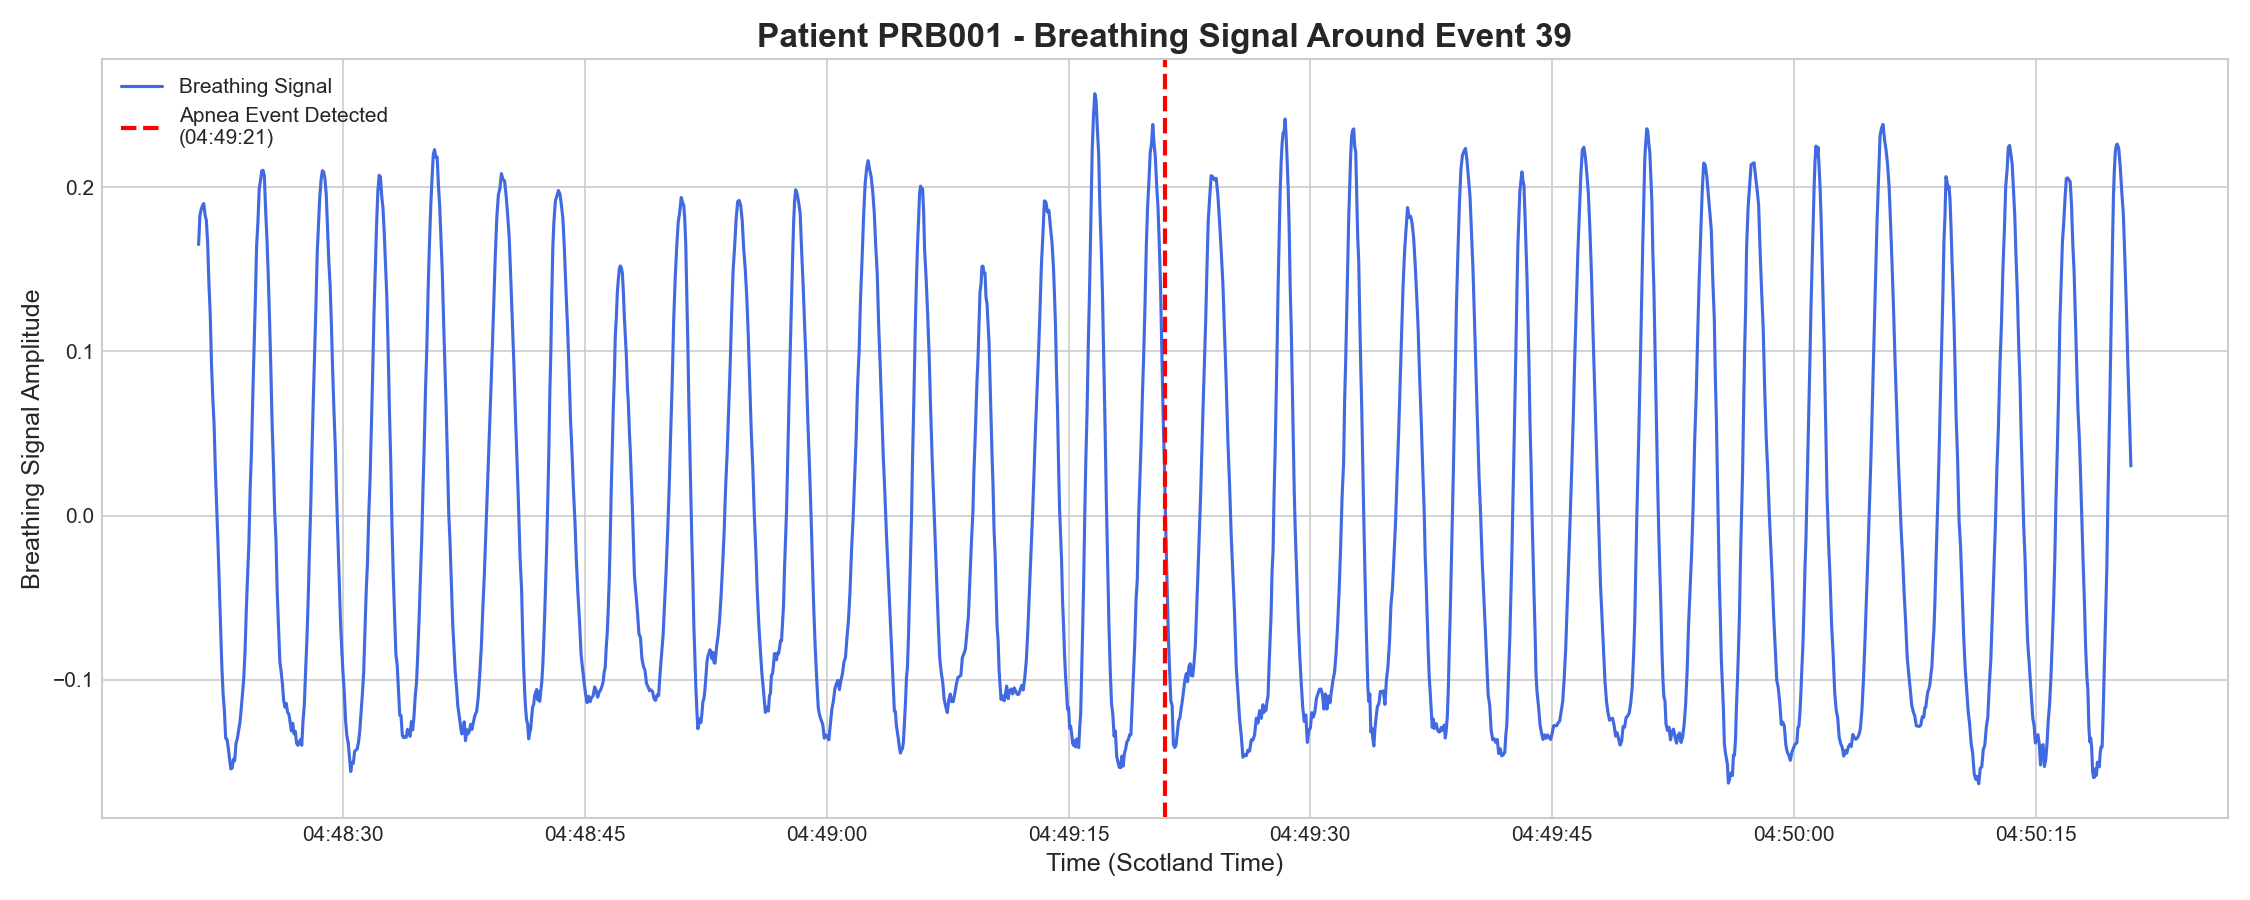 Patient PRB001 - Breathing Signal Around Event 39
Breathing Signal
Apnea Event Detected
(04:49:21)
Breathing Signal Amplitude
0.2
0.1
0.0
−0.1
04:48:30
04:48:45
04:49:00
04:49:15
04:49:30
04:49:45
04:50:00
04:50:15
Time (Scotland Time)